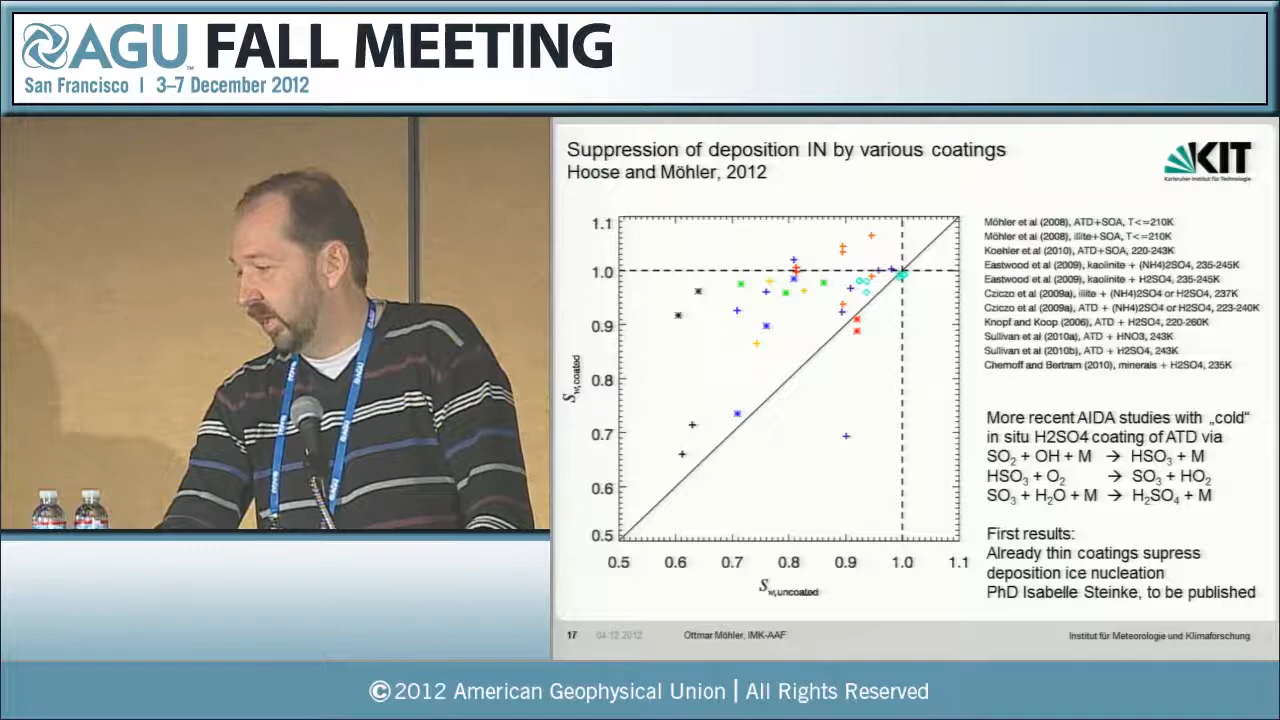 AGU FALL MEETING
San Francisco | 3–7 December 2012
Suppression of deposition IN by various coatings
Hoose and Möhler, 2012
KIT
Karlsruher Institut für Technologie
1.1
1.0
0.9
0.8
0.7
0.6
0.5
S w,coated
0.5 0.6 0.7 0.8 0.9 1.0 1.1
S w,uncoated
Möhler et al (2008), ATD+SOA, T<=210K
Möhler et al (2008), illite+SOA, T<=210K
Koehler et al (2010), ATD+SOA, 220-243K
Eastwood et al (2009), kaolinite + (NH4)2SO4, 235-245K
Eastwood et al (2009), kaolinite + H2SO4, 235-245K
Cziczo et al (2009a), illite + (NH4)2SO4 or H2SO4, 237K
Cziczo et al (2009a), ATD + (NH4)2SO4 or H2SO4, 223-240K
Knopf and Koop (2006), ATD + H2SO4, 220-260K
Sullivan et al (2010a), ATD + HNO3, 243K
Sullivan et al (2010b), ATD + H2SO4, 243K
Chernoff and Bertram (2010), minerals + H2SO4, 235K
More recent AIDA studies with „cold“
in situ H2SO4 coating of ATD via
SO2 + OH + M → HSO3 + M
HSO3 + O2 → SO3 + HO2
SO3 + H2O + M → H2SO4 + M
First results:
Already thin coatings supress
deposition ice nucleation
PhD Isabelle Steinke, to be published
17 04.12.2012 Ottmar Möhler, IMK-AAF Institut für Meteorologie und Klimaforschung
AGU
©2012 American Geophysical Union | All Rights Reserved